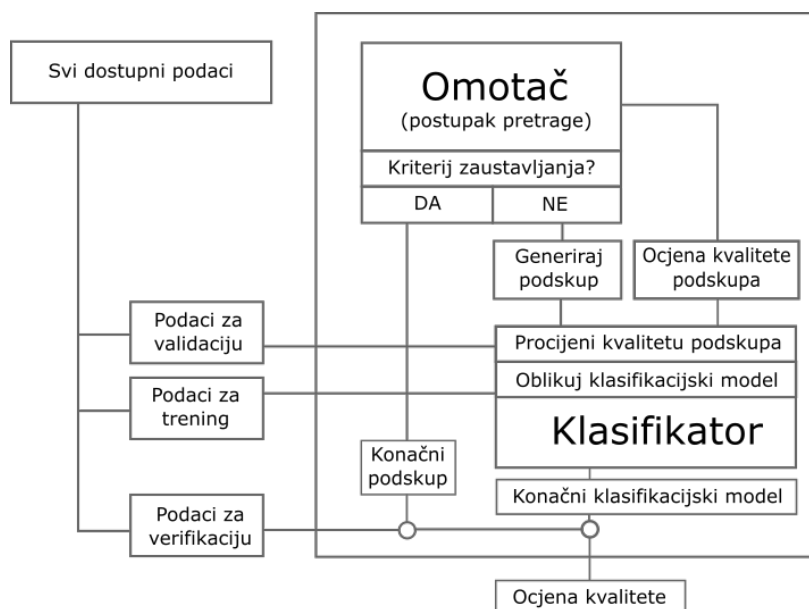 Svi dostupni podaci
Omotač
(postupak pretrage)
Kriterij zaustavljanja?
DA
NE
Generiraj
podskup
Ocjena kvalitete
podskupa
Podaci za
validaciju
Procijeni kvalitetu podskupa
Oblikuj klasifikacijski model
Podaci za
trening
Klasifikator
Konačni
podskup
Konačni klasifikacijski model
Podaci za
verifikaciju
Ocjena kvalitete